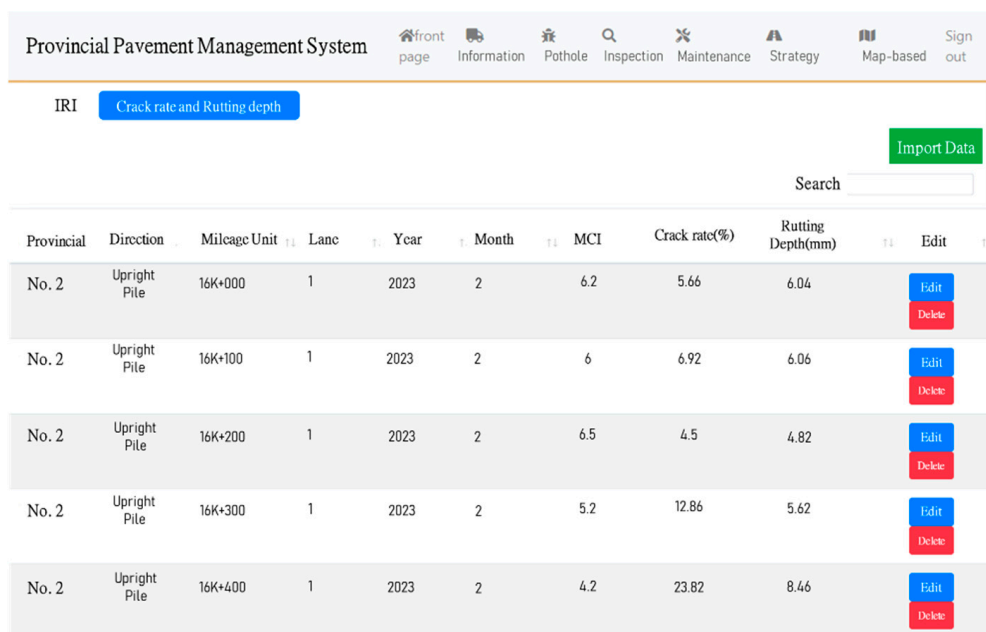 Provincial Pavement Management System
front page
Information
Pothole
Inspection
Maintenance
Strategy
Map-based
Sign out
IRI
Crack rate and Rutting depth
Import Data
Search
Provincial Direction Mileage Unit Lane Year Month MCI Crack rate(%) Rutting Depth(mm) Edit
No. 2 Upright Pile 16K+000 1 2023 2 6.2 5.66 6.04 Edit
Delete
No. 2 Upright Pile 16K+100 1 2023 2 6 6.92 6.06 Edit
Delete
No. 2 Upright Pile 16K+200 1 2023 2 6.5 4.5 4.82 Edit
Delete
No. 2 Upright Pile 16K+300 1 2023 2 5.2 12.86 5.62 Edit
Delete
No. 2 Upright Pile 16K+400 1 2023 2 4.2 23.82 8.46 Edit
Delete